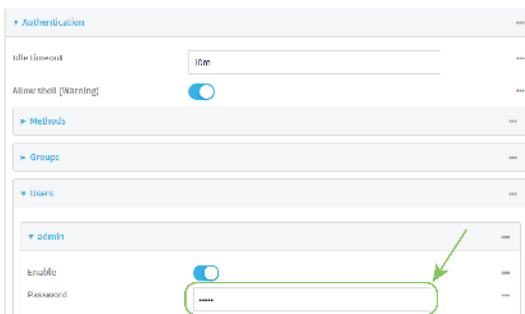 Authentication
Idle timeout
10m
Allow shell [Warning]
Methods
Groups
Users
admin
Enable
Password
•••••